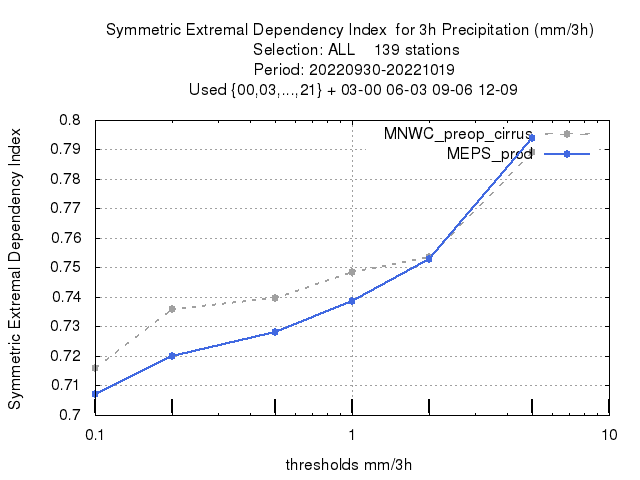 Symmetric Extremal Dependency Index  for 3h Precipitation (mm/3h)
Selection: ALL    139 stations
Period: 20220930-20221019
Used {00,03,...,21} + 03-00 06-03 09-06 12-09
Symmetric Extremal Dependency Index
0.8
0.79
0.78
0.77
0.76
0.75
0.74
0.73
0.72
0.71
0.7
MNWC_preop_cirrus
MEPS_prod
0.1
1
10
thresholds mm/3h